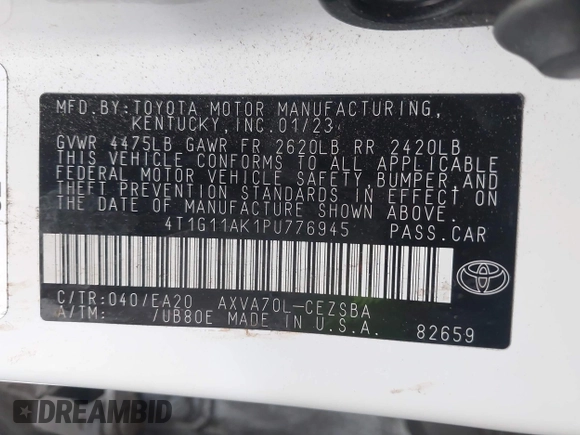 MFD.BY:TOYOTA MOTOR MANUFACTURING,
KENTUCKY,INC.01/23
GVWR 4475LB GAWR FR 2620LB RR 2420LB
THIS VEHICLE CONFORMS TO ALL APPLICABLE
FEDERAL MOTOR VEHICLE SAFETY,BUMPER,AND
THEFT PREVENTION STANDARDS IN EFFECT ON
THE DATE OF MANUFACTURE SHOWN ABOVE.
4T1G11AK1PU776945 PASS.CAR
C/TR:040/EA20 AXVA70L-CEZSBA
A/TM: /UB80E MADE IN U.S.A. 82659
DREAMBID